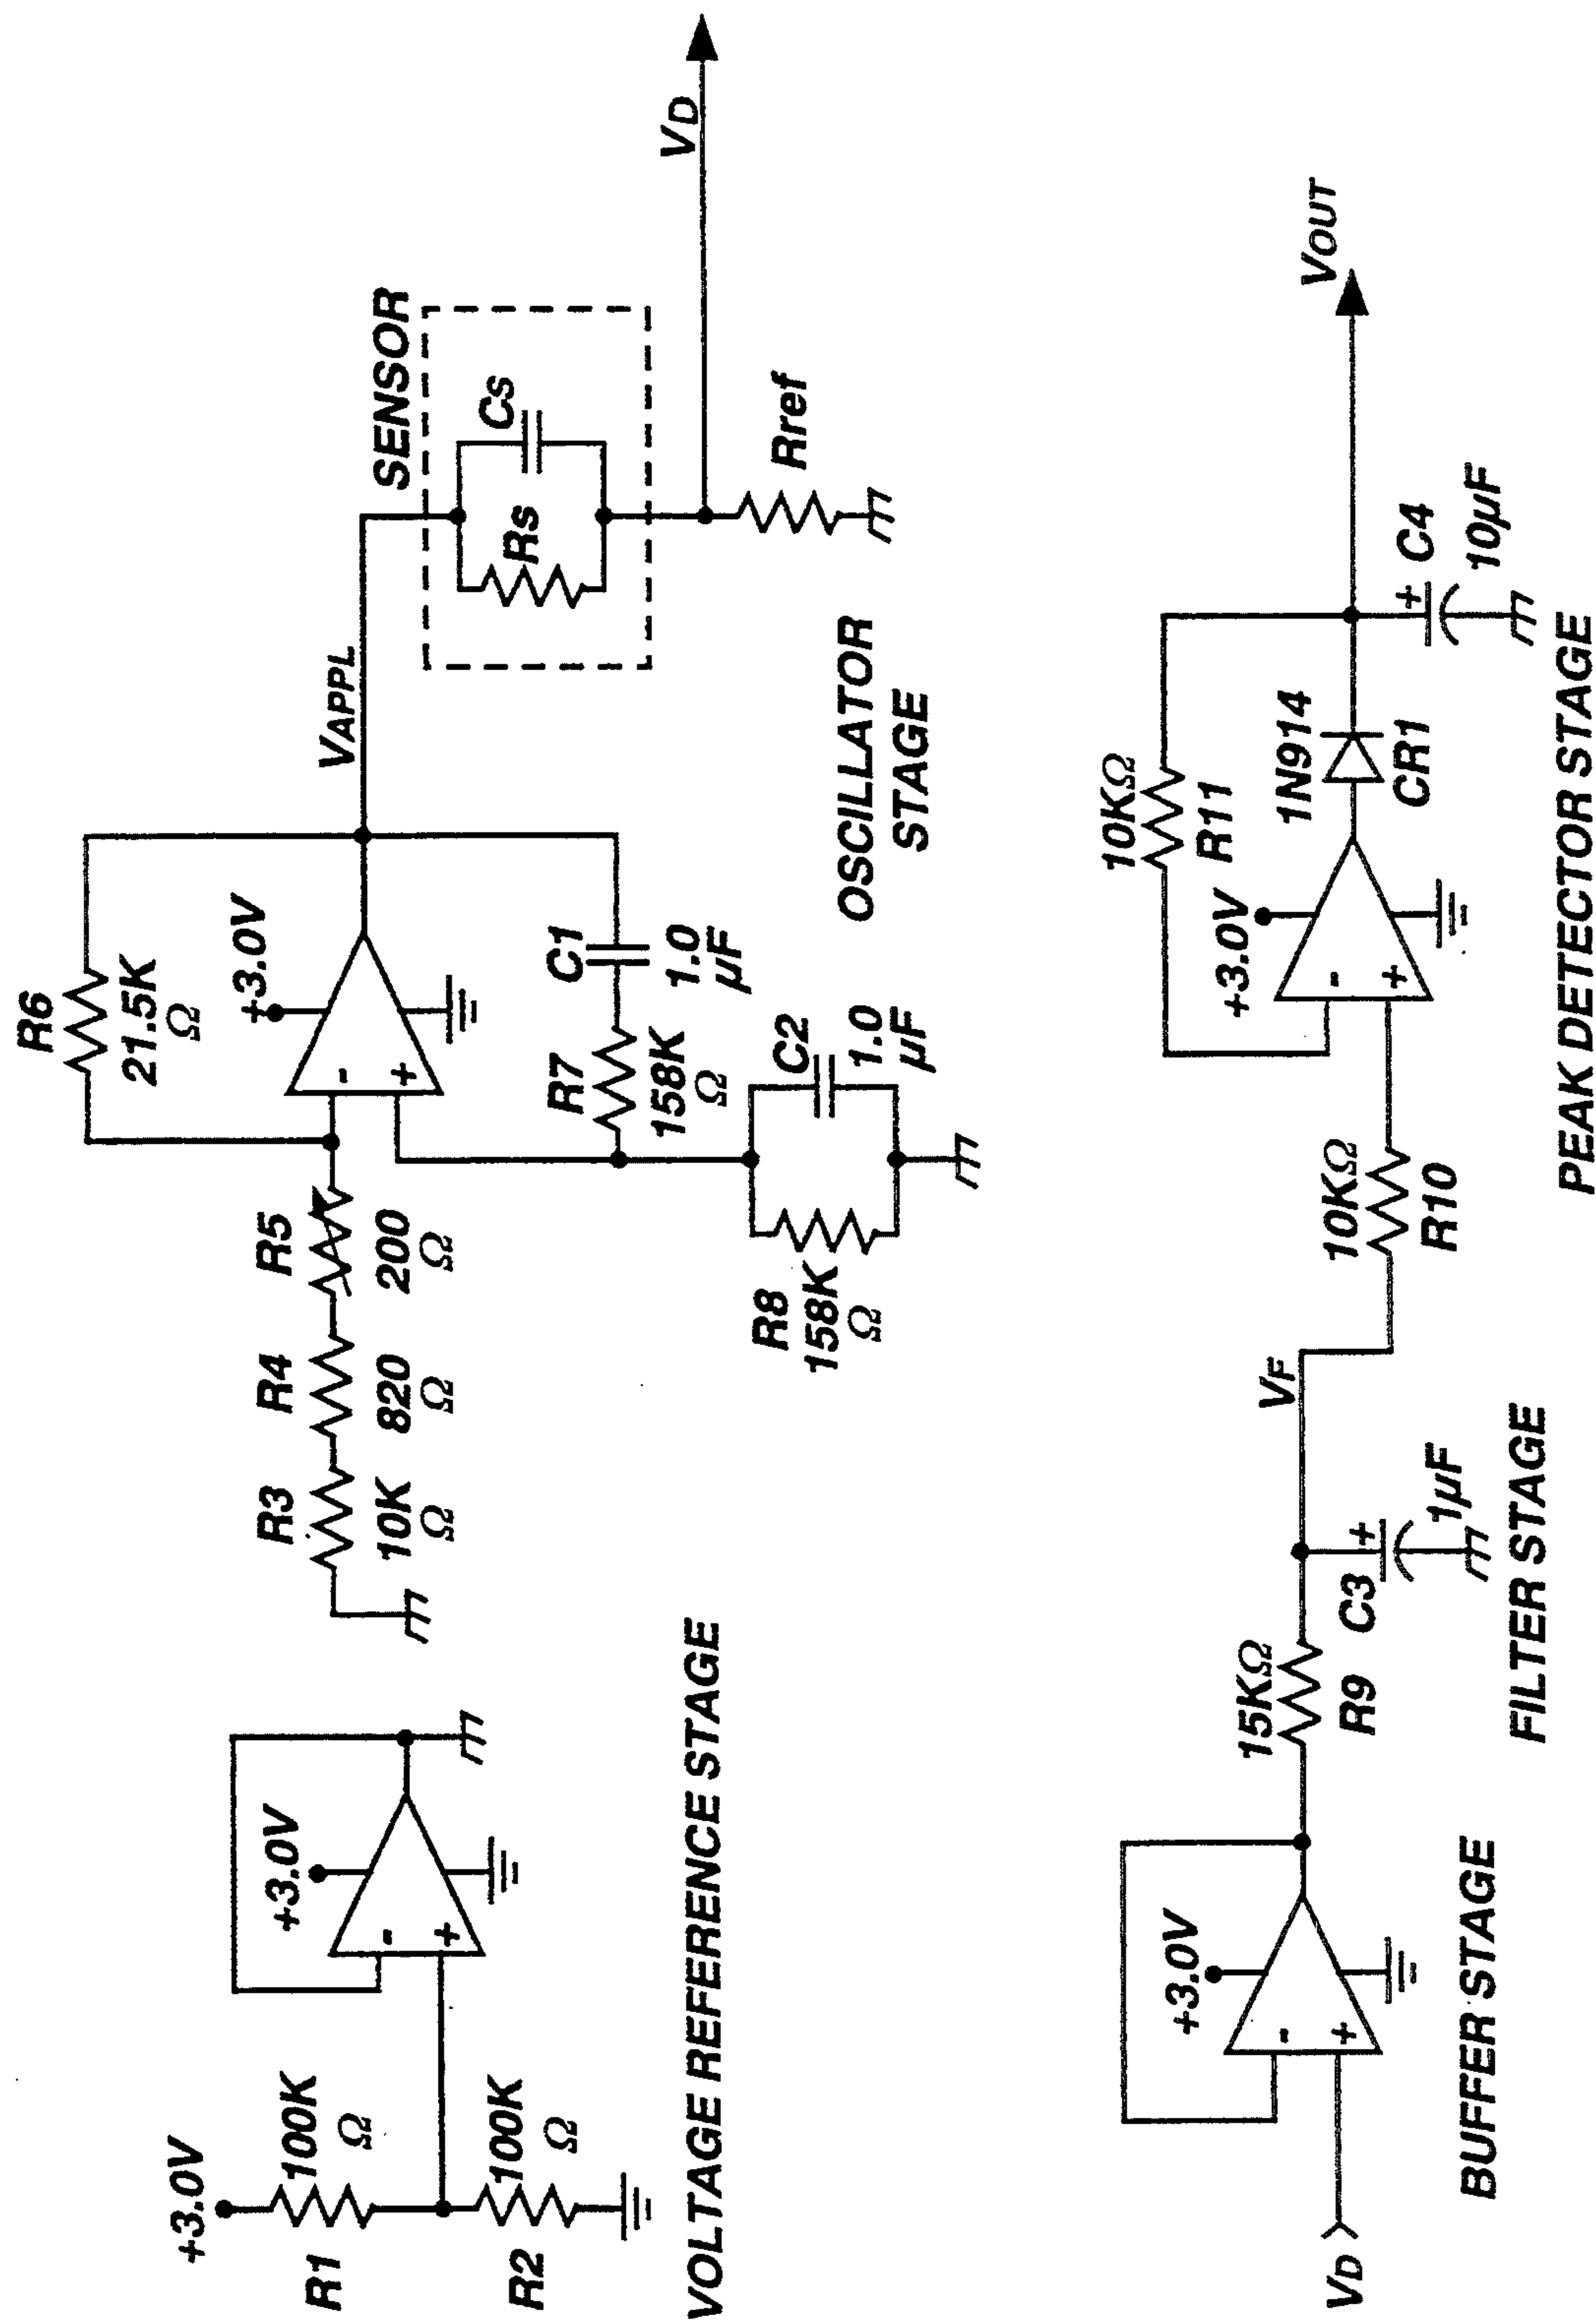 +3.0V
R1
100K
Ω
R2
100K
Ω
+3.0V
-
+
VOLTAGE REFERENCE STAGE
R3
10K
Ω
R4
820
Ω
R5
200
Ω
R6
21.5K
Ω
+3.0V
-
+
R7
158K
Ω
C1
1.0
µF
R8
158K
Ω
C2
1.0
µF
VAPPL
SENSOR
Rs
Cs
VD
Rref
OSCILLATOR
STAGE
VD
+3.0V
-
+
BUFFER STAGE
15KΩ
R9
C3
+
1µF
FILTER STAGE
VF
10KΩ
R10
+3.0V
-
+
10KΩ
R11
1N914
CR1
VOUT
+
C4
10µF
PEAK DETECTOR STAGE